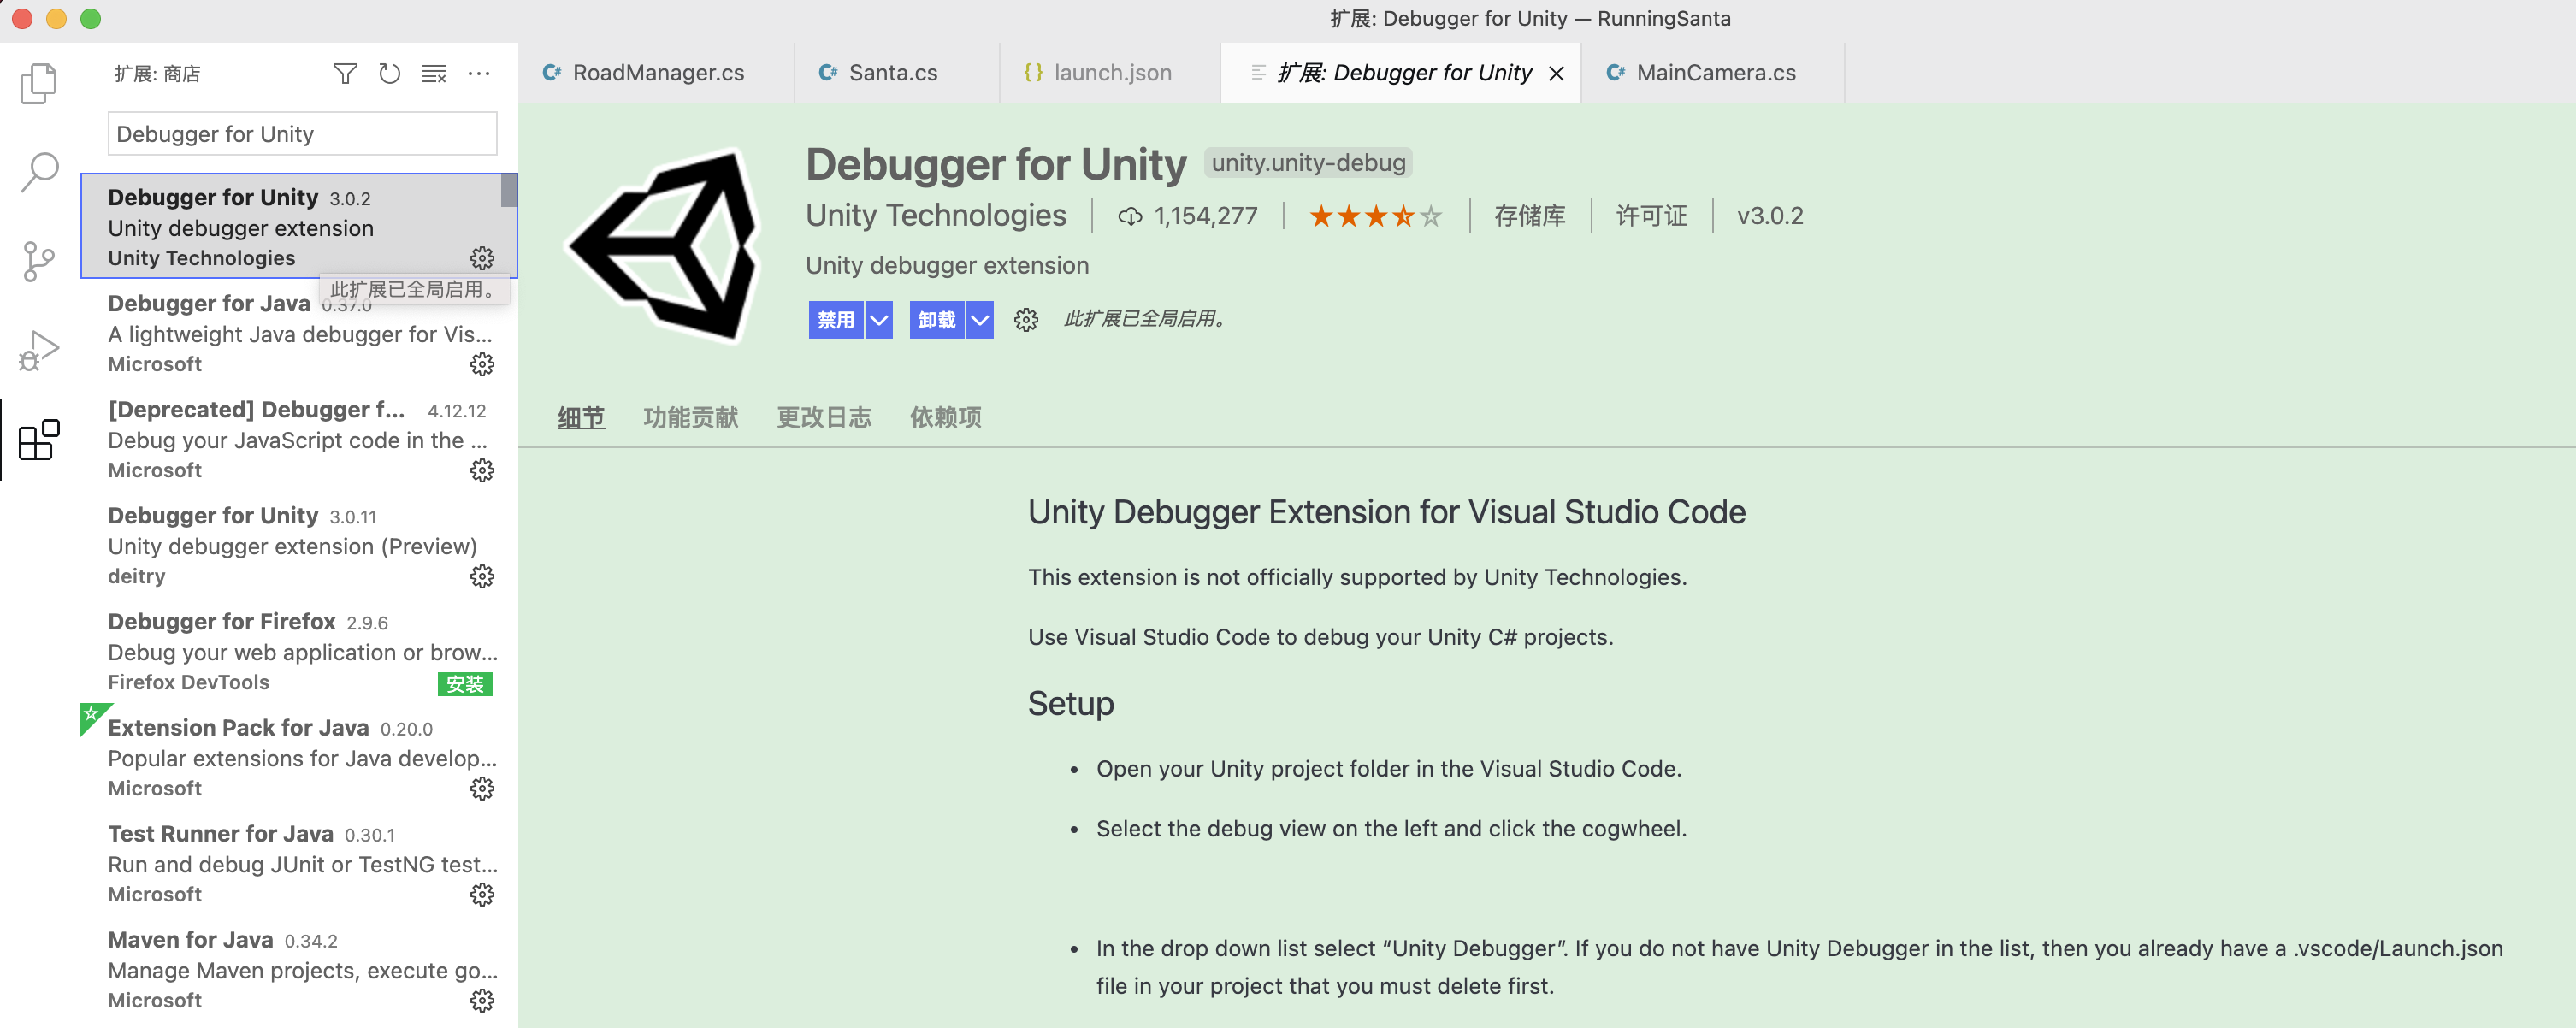 扩展: Debugger for Unity — RunningSanta
扩展: 商店
RoadManager.cs
Santa.cs
launch.json
扩展: Debugger for Unity
MainCamera.cs
Debugger for Unity
Debugger for Unity 3.0.2
Unity debugger extension
Unity Technologies
此扩展已全局启用。
Debugger for Java 0.37.0
A lightweight Java debugger for Vis...
Microsoft
[Deprecated] Debugger f... 4.12.12
Debug your JavaScript code in the ...
Microsoft
Debugger for Unity 3.0.11
Unity debugger extension (Preview)
deitry
Debugger for Firefox 2.9.6
Debug your web application or brow...
Firefox DevTools
安装
Extension Pack for Java 0.20.0
Popular extensions for Java develop...
Microsoft
Test Runner for Java 0.30.1
Run and debug JUnit or TestNG test...
Microsoft
Maven for Java 0.34.2
Manage Maven projects, execute go...
Microsoft
Debugger for Unity unity.unity-debug
Unity Technologies 1,154,277 存储库 许可证 v3.0.2
Unity debugger extension
禁用 卸载 此扩展已全局启用。
细节 功能贡献 更改日志 依赖项
Unity Debugger Extension for Visual Studio Code
This extension is not officially supported by Unity Technologies.
Use Visual Studio Code to debug your Unity C# projects.
Setup
• Open your Unity project folder in the Visual Studio Code.
• Select the debug view on the left and click the cogwheel.
• In the drop down list select “Unity Debugger”. If you do not have Unity Debugger in the list, then you already have a .vscode/Launch.json
file in your project that you must delete first.